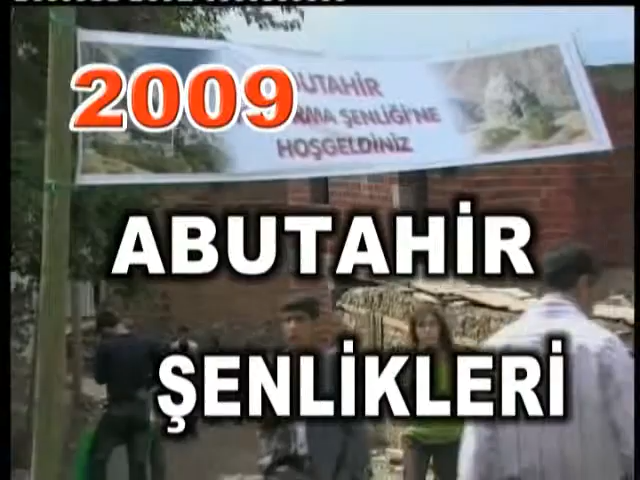 2009
ABUTAHİR
ŞENLİĞİ'NE
HOŞGELDİNİZ
ABUTAHİR
ŞENLİKLERİ